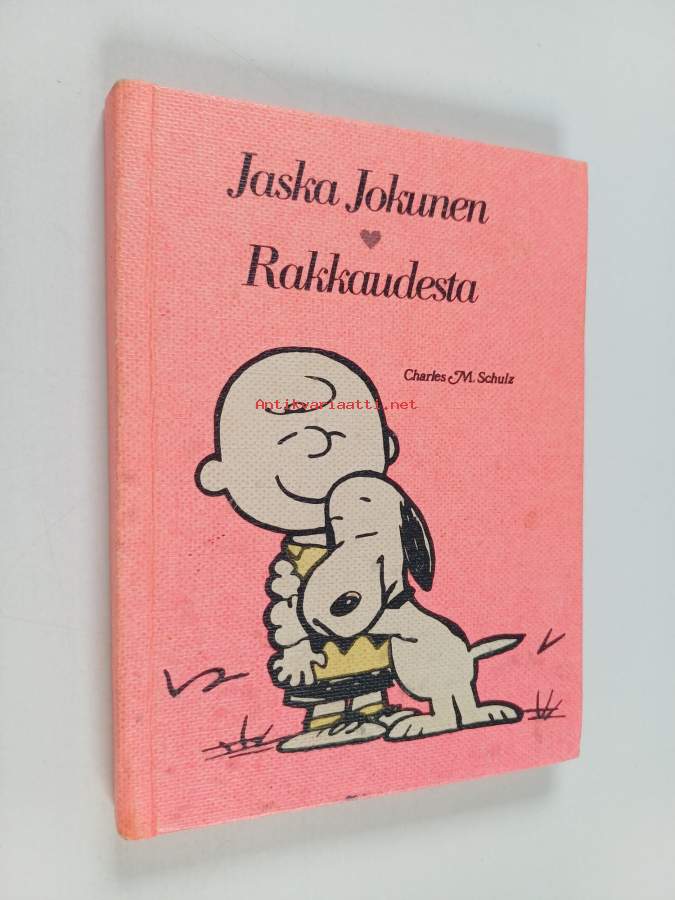 Jaska Jokunen
Rakkaudesta
Charles M. Schulz
Antikvariaatti.net